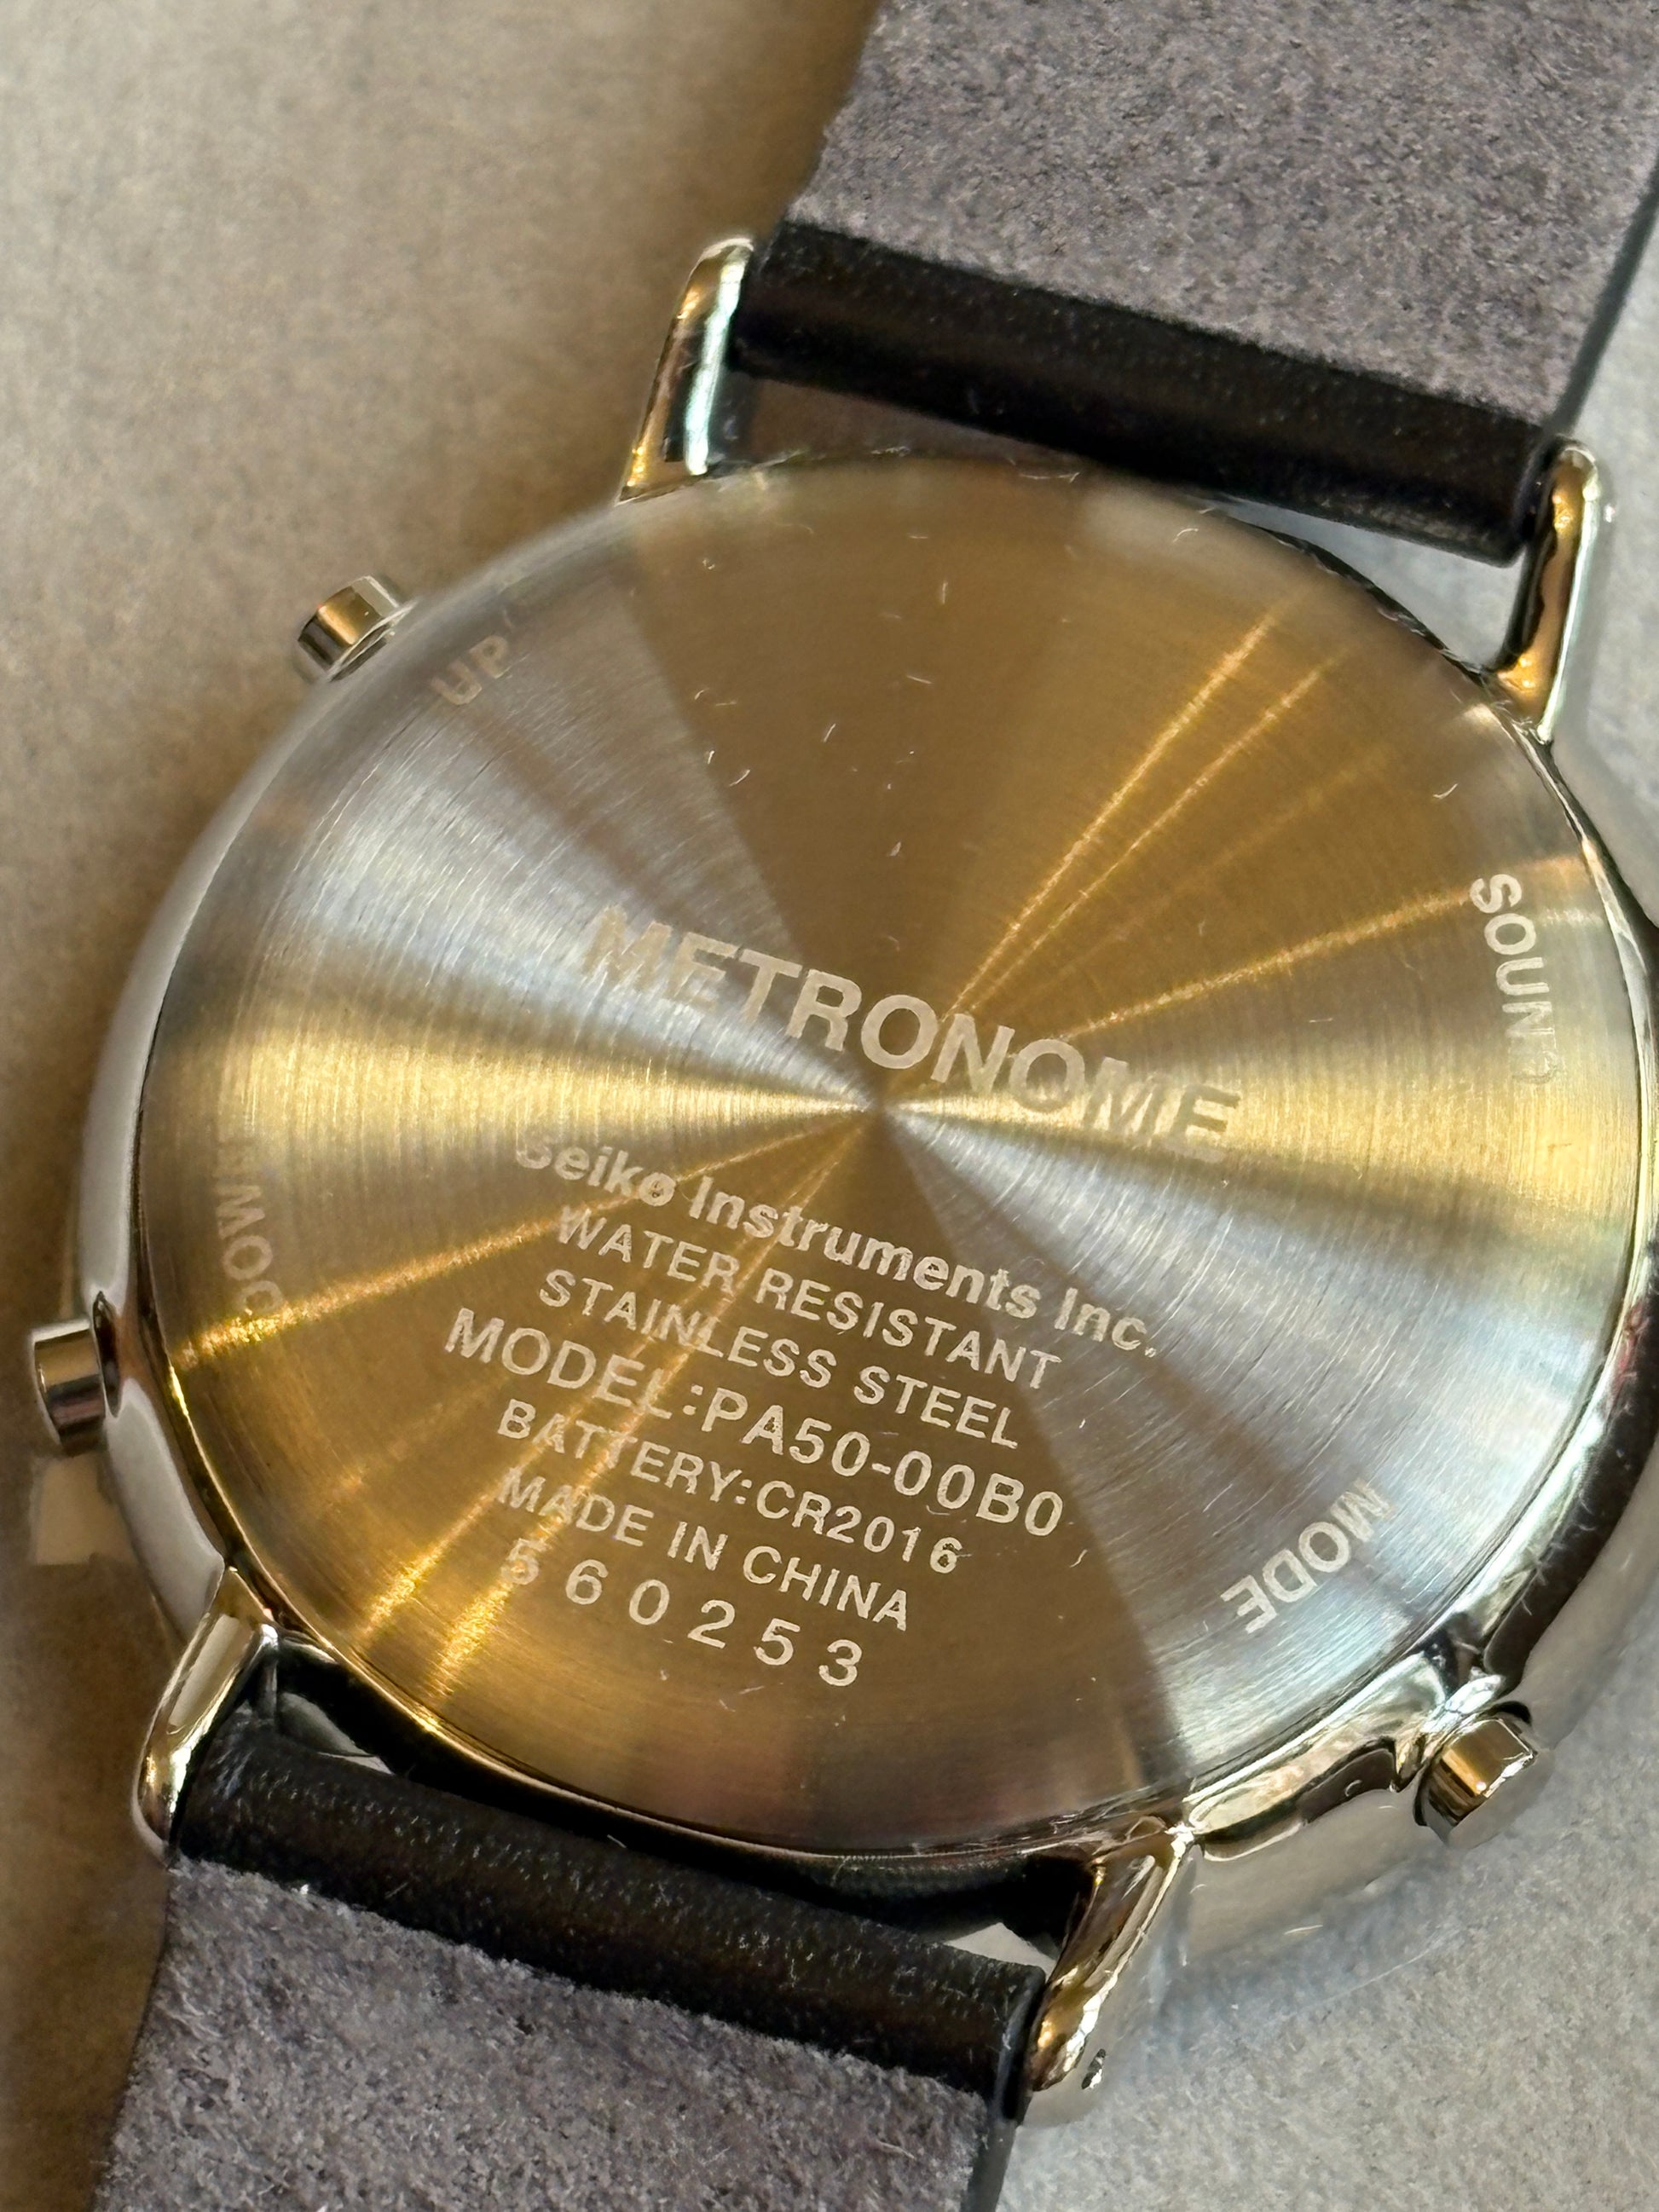 UP
SOUND
METRONOME
Seiko Instruments Inc.
WATER RESISTANT
STAINLESS STEEL
MODEL:PA50-00B0
BATTERY:CR2016
MADE IN CHINA
560253
DOWN
MODE